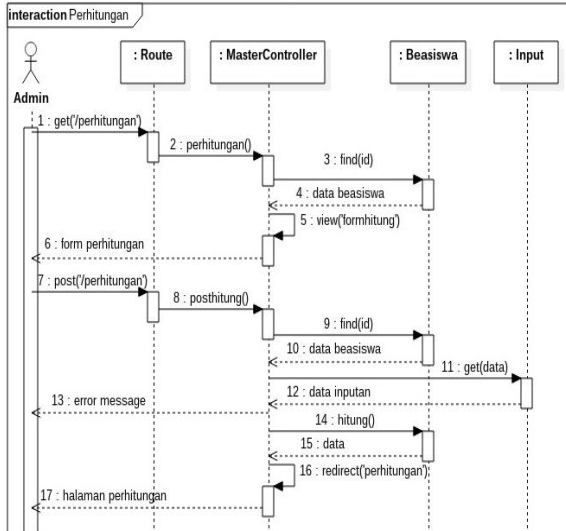 interaction Perhitungan
: Route
: MasterController
: Beasiswa
: Input
Admin
1 : get('/perhitungan')
2 : perhitungan()
3 : find(id)
4 : data beasiswa
5 : view('formhitung')
6 : form perhitungan
7 : post('/perhitungan')
8 : posthitung()
9 : find(id)
10 : data beasiswa
11 : get(data)
12 : data inputan
13 : error message
14 : hitung()
15 : data
16 : redirect('perhitungan')
17 : halaman perhitungan